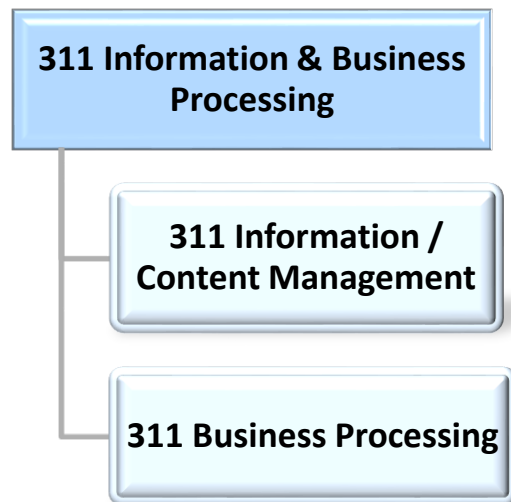 311 Information & Business
Processing
311 Information /
Content Management
311 Business Processing